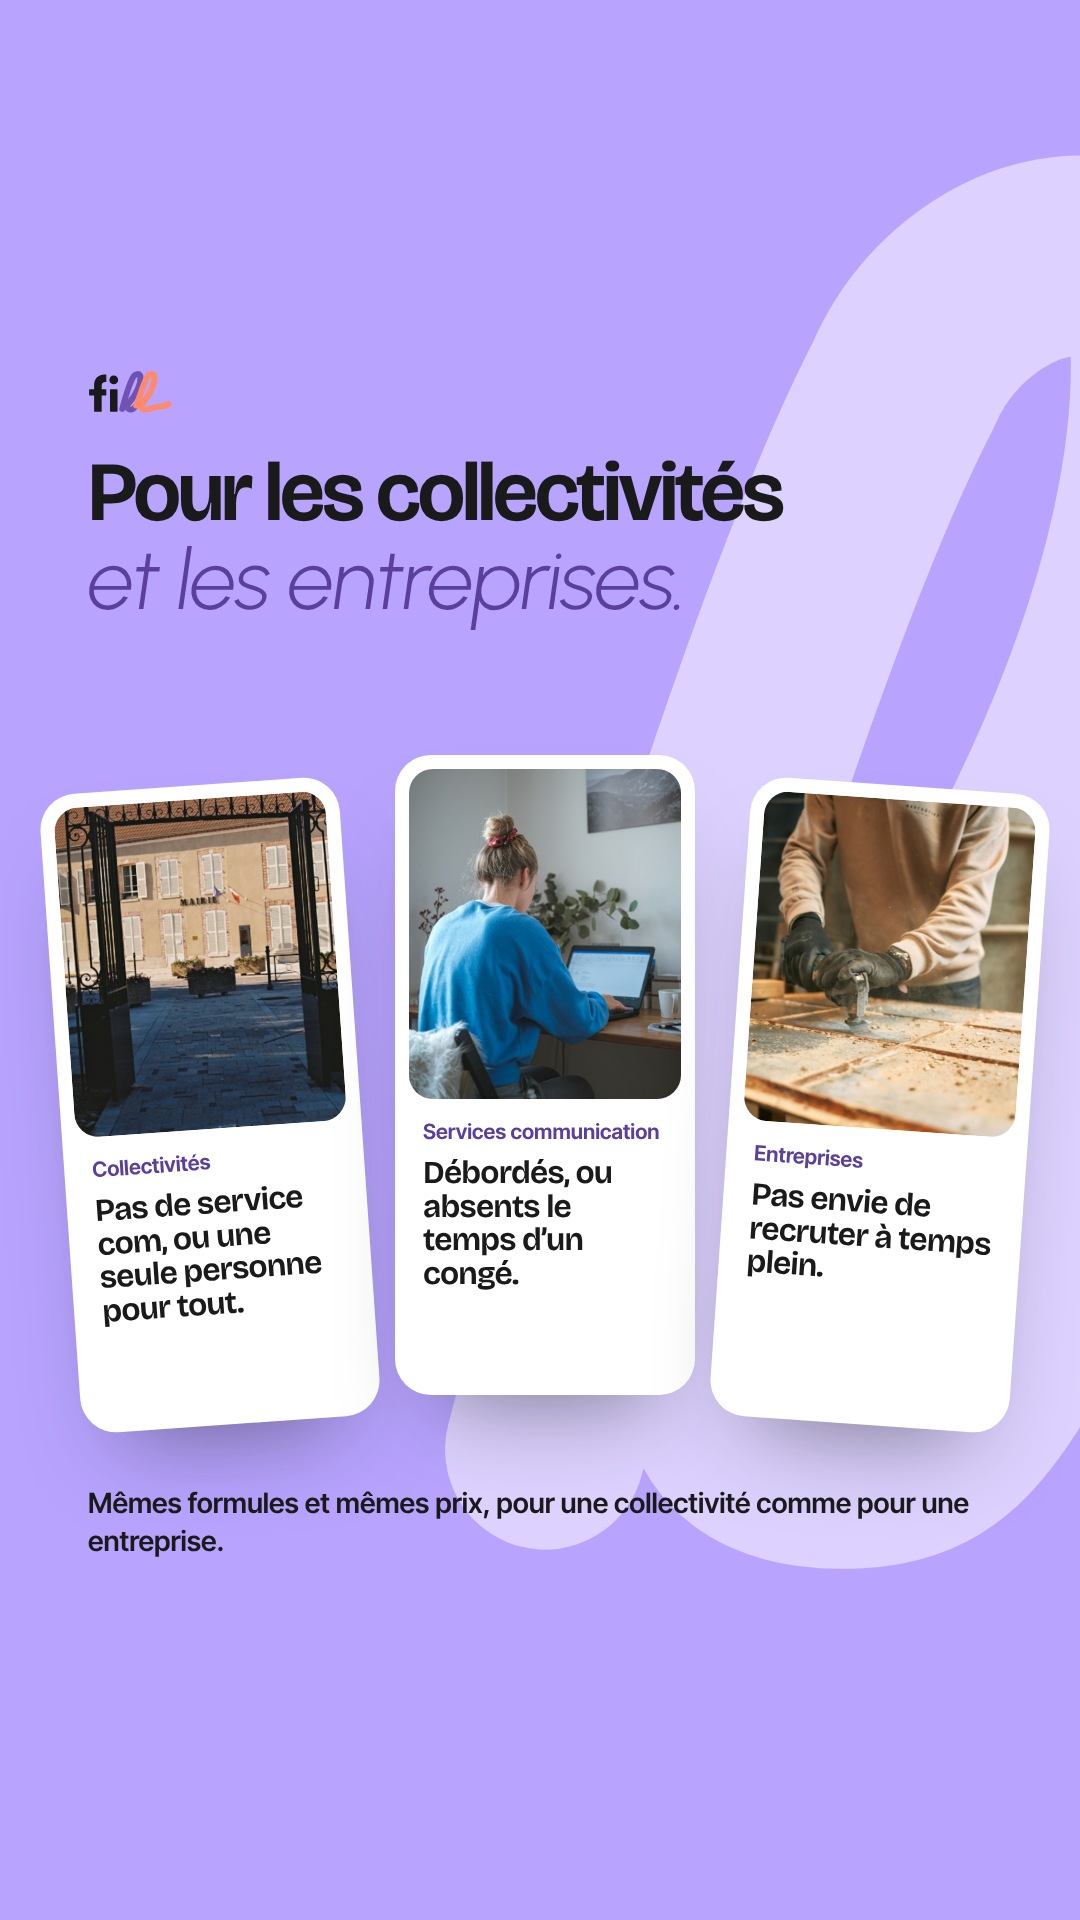 fill
Pour les collectivités
et les entreprises.
MAIRIE
Collectivités
Pas de service
com, ou une
seule personne
pour tout.
Services communication
Débordés, ou
absents le
temps d’un
congé.
Entreprises
Pas envie de
recruter à temps
plein.
Mêmes formules et mêmes prix, pour une collectivité comme pour une
entreprise.